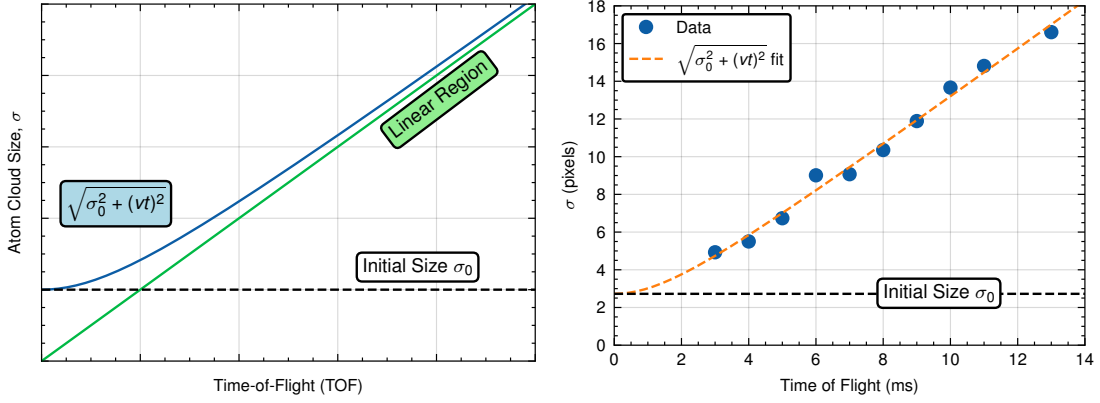 Atom Cloud Size, σ
√σ₀² + (vt)²
Linear Region
Initial Size σ₀
Time-of-Flight (TOF)
σ (pixels)
18
16
14
12
10
8
6
4
2
0
Data
√σ₀² + (vt)² fit
Initial Size σ₀
0 2 4 6 8 10 12 14
Time of Flight (ms)